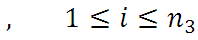 , 1 ≤ i ≤ n₃